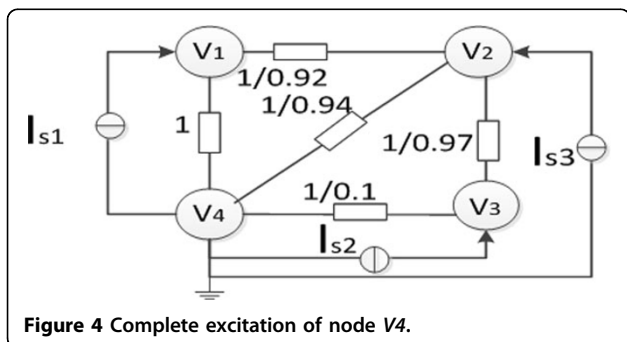 V1
V2
1/0.92
1/0.94
Is1
1
1/0.97
Is3
1/0.1
V4
V3
Is2
Figure 4 Complete excitation of node V4.